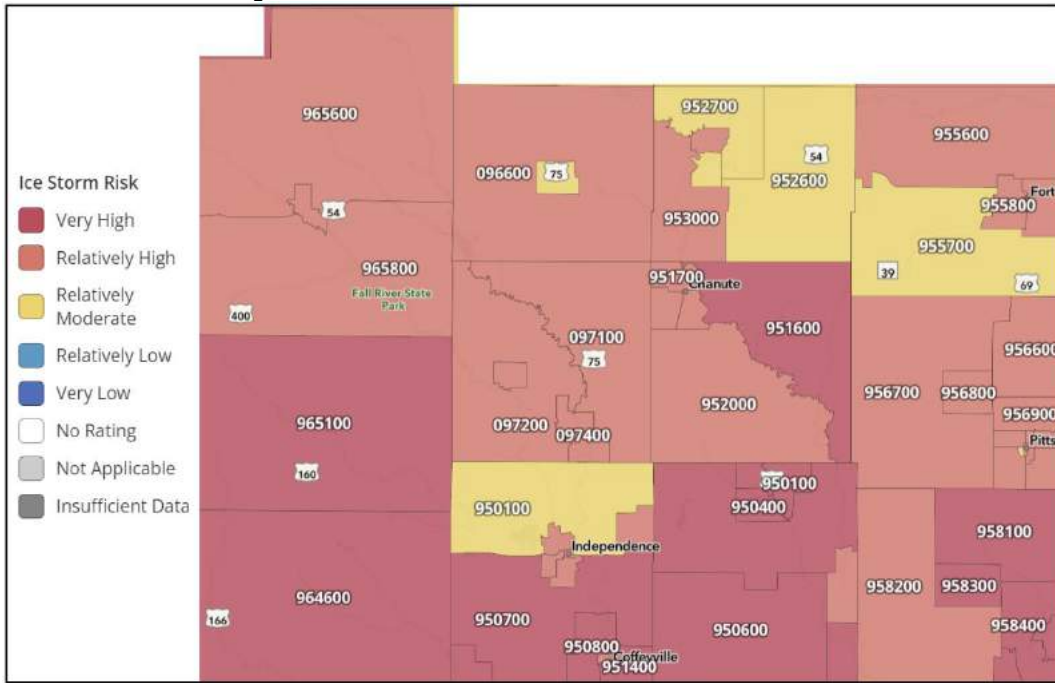 Ice Storm Risk
Very High
Relatively High
Relatively
Moderate
Relatively Low
Very Low
No Rating
Not Applicable
Insufficient Data
965600
54
965800
Fall River State
Park
400
965100
160
964600
166
096600
75
097100
75
097200
097400
950100
Independence
950700
950800
Coffeyville
951400
952700
54
952600
953000
951700
Chanute
951600
952000
950100
950400
950600
955600
Fort
955800
955700
39
69
956600
956700
956800
956900
Pitts
958100
958200
958300
958400